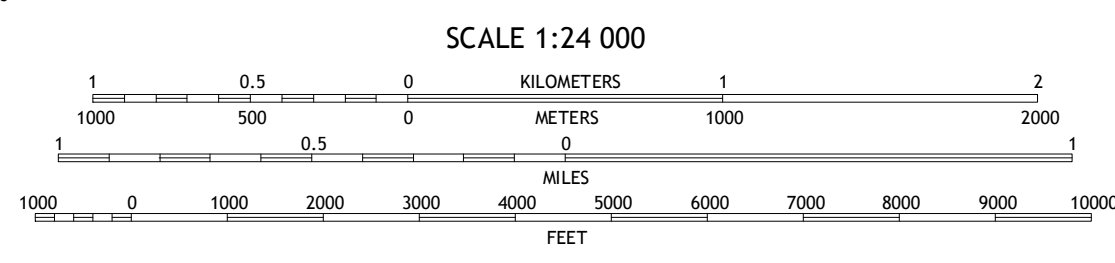 SCALE 1:24 000
1 0.5 0 KILOMETERS 1 2
1000 500 0 METERS 1000 2000
1 0.5 0 1
MILES
1000 0 1000 2000 3000 4000 5000 6000 7000 8000 9000 10000
FEET